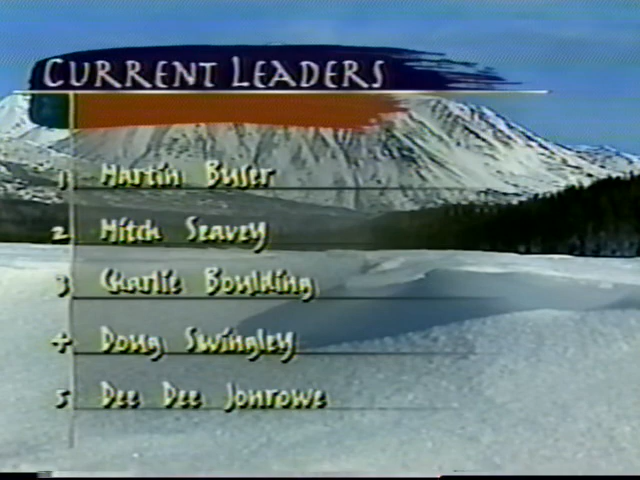 CURRENT LEADERS
1 Martin Buser
2 Mitch Seavey
3 Charlie Boulding
4 Doug Swingley
5 Dee Dee Jonrowe